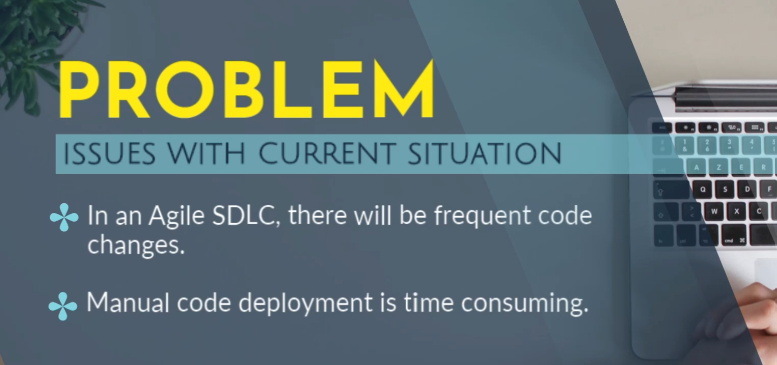 PROBLEM
ISSUES WITH CURRENT SITUATION
In an Agile SDLC, there will be frequent code
changes.
Manual code deployment is time consuming.